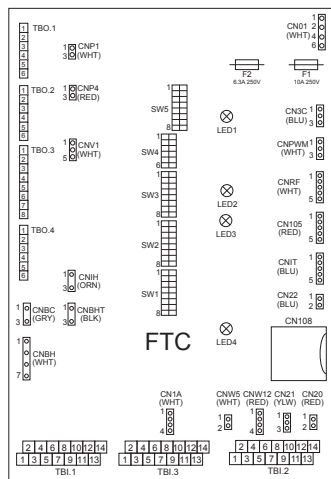 TBO.1
1
2
3
4
5
6
CNP1
(WHT)
1
3
CN01
(WHT)
1
2
4
6
F2
6.3A 250V
F1
10A 250V
TBO.2
1
2
3
4
5
6
7
8
CNP4
(RED)
1
3
SW5
1
8
LED1
CN3C
(BLU)
1
3
CNPWM
(WHT)
1
3
TBO.3
1
2
3
4
5
6
7
8
CNV1
(WHT)
1
5
SW4
1
6
SW3
1
8
LED2
CNRF
(WHT)
1
5
LED3
CN105
(RED)
1
5
TBO.4
1
2
3
4
5
6
SW2
1
8
CNIT
(BLU)
1
5
CNIH
(ORN)
1
3
SW1
1
8
CN22
(BLU)
1
2
CNBC
(GRY)
1
3
CNBHT
(BLK)
1
3
CN108
FTC
LED4
CNBH
(WHT)
1
7
CN1A
(WHT)
1
4
CNW5
(WHT)
1
2
CNW12
(RED)
1
4
CN21
(YLW)
1
3
CN20
(RED)
1
2
2 4 6 8 10 12 14
1 3 5 7 9 11 13
TBI.1
2 4 6 8 10 12 14
1 3 5 7 9 11 13
TBI.3
2 4 6 8 10 12 14
1 3 5 7 9 11 13
TBI.2